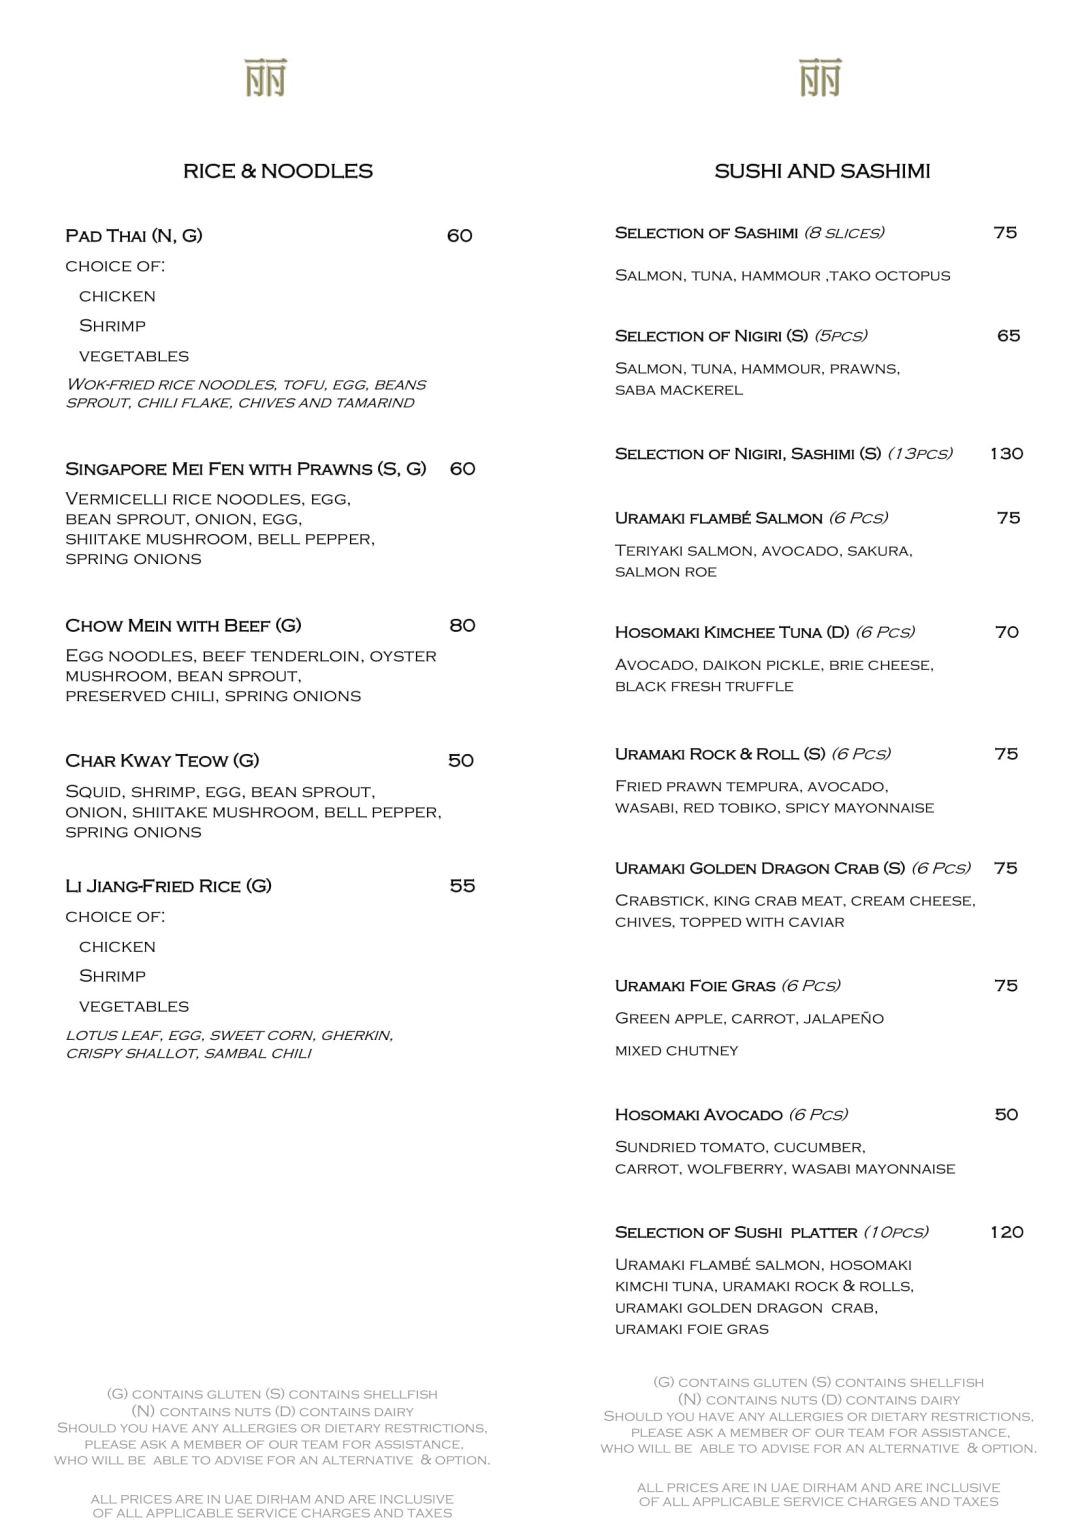 丽
RICE & NOODLES
PAD THAI (N, G) 60
CHOICE OF:
CHICKEN
SHRIMP
VEGETABLES
WOK-FRIED RICE NOODLES, TOFU, EGG, BEANS
SPROUT, CHILI FLAKE, CHIVES AND TAMARIND
SINGAPORE MEI FEN WITH PRAWNS (S, G) 60
VERMICELLI RICE NOODLES, EGG,
BEAN SPROUT, ONION, EGG,
SHIITAKE MUSHROOM, BELL PEPPER,
SPRING ONIONS
CHOW MEIN WITH BEEF (G) 80
EGG NOODLES, BEEF TENDERLOIN, OYSTER
MUSHROOM, BEAN SPROUT,
PRESERVED CHILI, SPRING ONIONS
CHAR KWAY TEOW (G) 50
SQUID, SHRIMP, EGG, BEAN SPROUT,
ONION, SHIITAKE MUSHROOM, BELL PEPPER,
SPRING ONIONS
LI JIANG-FRIED RICE (G) 55
CHOICE OF:
CHICKEN
SHRIMP
VEGETABLES
LOTUS LEAF, EGG, SWEET CORN, GHERKIN,
CRISPY SHALLOT, SAMBAL CHILI
(G) CONTAINS GLUTEN (S) CONTAINS SHELLFISH
(N) CONTAINS NUTS (D) CONTAINS DAIRY
SHOULD YOU HAVE ANY ALLERGIES OR DIETARY RESTRICTIONS,
PLEASE ASK A MEMBER OF OUR TEAM FOR ASSISTANCE,
WHO WILL BE ABLE TO ADVISE FOR AN ALTERNATIVE & OPTION.
ALL PRICES ARE IN UAE DIRHAM AND ARE INCLUSIVE
OF ALL APPLICABLE SERVICE CHARGES AND TAXES
丽
SUSHI AND SASHIMI
SELECTION OF SASHIMI (8 SLICES) 75
SALMON, TUNA, HAMMOUR ,TAKO OCTOPUS
SELECTION OF NIGIRI (S) (5PCS) 65
SALMON, TUNA, HAMMOUR, PRAWNS,
SABA MACKEREL
SELECTION OF NIGIRI, SASHIMI (S) (13PCS) 130
URAMAKI FLAMBÉ SALMON (6 PCS) 75
TERIYAKI SALMON, AVOCADO, SAKURA,
SALMON ROE
HOSOMAKI KIMCHEE TUNA (D) (6 PCS) 70
AVOCADO, DAIKON PICKLE, BRIE CHEESE,
BLACK FRESH TRUFFLE
URAMAKI ROCK & ROLL (S) (6 PCS) 75
FRIED PRAWN TEMPURA, AVOCADO,
WASABI, RED TOBIKO, SPICY MAYONNAISE
URAMAKI GOLDEN DRAGON CRAB (S) (6 PCS) 75
CRABSTICK, KING CRAB MEAT, CREAM CHEESE,
CHIVES, TOPPED WITH CAVIAR
URAMAKI FOIE GRAS (6 PCS) 75
GREEN APPLE, CARROT, JALAPEÑO
MIXED CHUTNEY
HOSOMAKI AVOCADO (6 PCS) 50
SUNDRIED TOMATO, CUCUMBER,
CARROT, WOLFBERRY, WASABI MAYONNAISE
SELECTION OF SUSHI PLATTER (10PCS) 120
URAMAKI FLAMBÉ SALMON, HOSOMAKI
KIMCHI TUNA, URAMAKI ROCK & ROLLS,
URAMAKI GOLDEN DRAGON CRAB,
URAMAKI FOIE GRAS
(G) CONTAINS GLUTEN (S) CONTAINS SHELLFISH
(N) CONTAINS NUTS (D) CONTAINS DAIRY
SHOULD YOU HAVE ANY ALLERGIES OR DIETARY RESTRICTIONS,
PLEASE ASK A MEMBER OF OUR TEAM FOR ASSISTANCE,
WHO WILL BE ABLE TO ADVISE FOR AN ALTERNATIVE & OPTION.
ALL PRICES ARE IN UAE DIRHAM AND ARE INCLUSIVE
OF ALL APPLICABLE SERVICE CHARGES AND TAXES